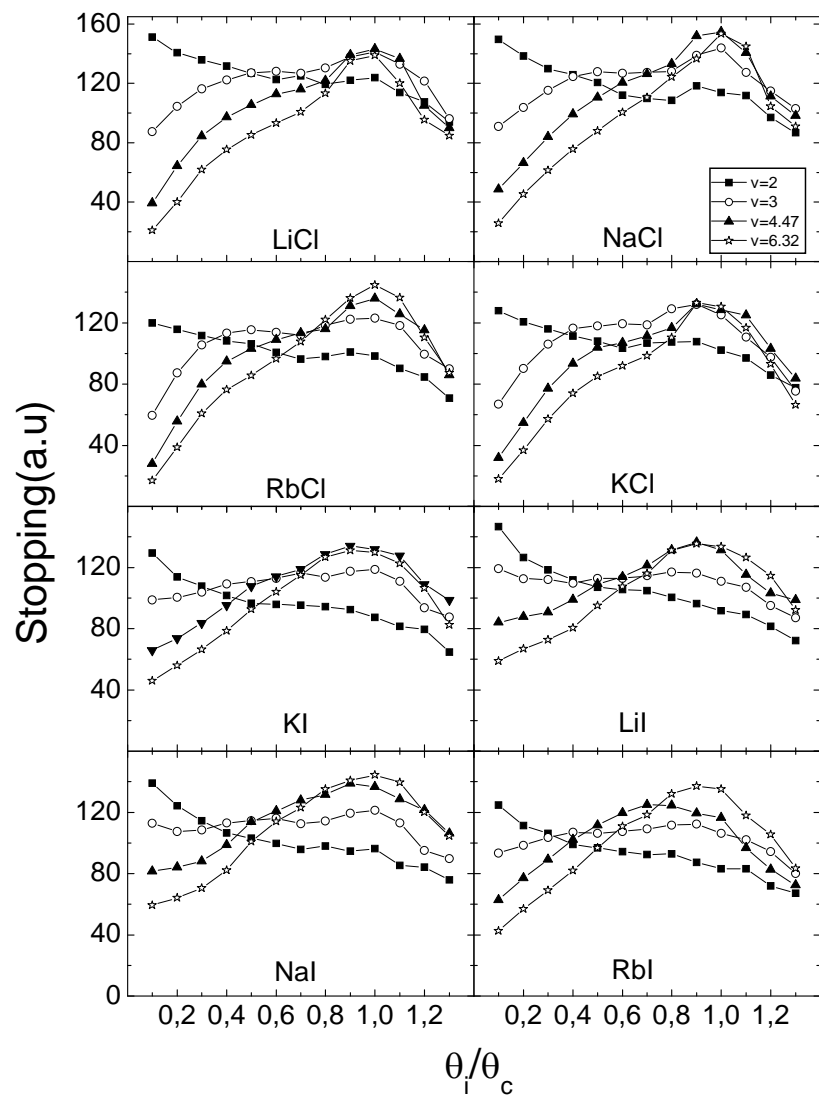 160
120
80
40
LiCl
NaCl
v=2
v=3
v=4.47
v=6.32
120
80
40
RbCl
KCl
Stopping(a.u)
120
80
40
KI
LiI
120
80
40
0
NaI
RbI
0,2 0,4 0,6 0,8 1,0 1,2 0,2 0,4 0,6 0,8 1,0 1,2
θi/θc